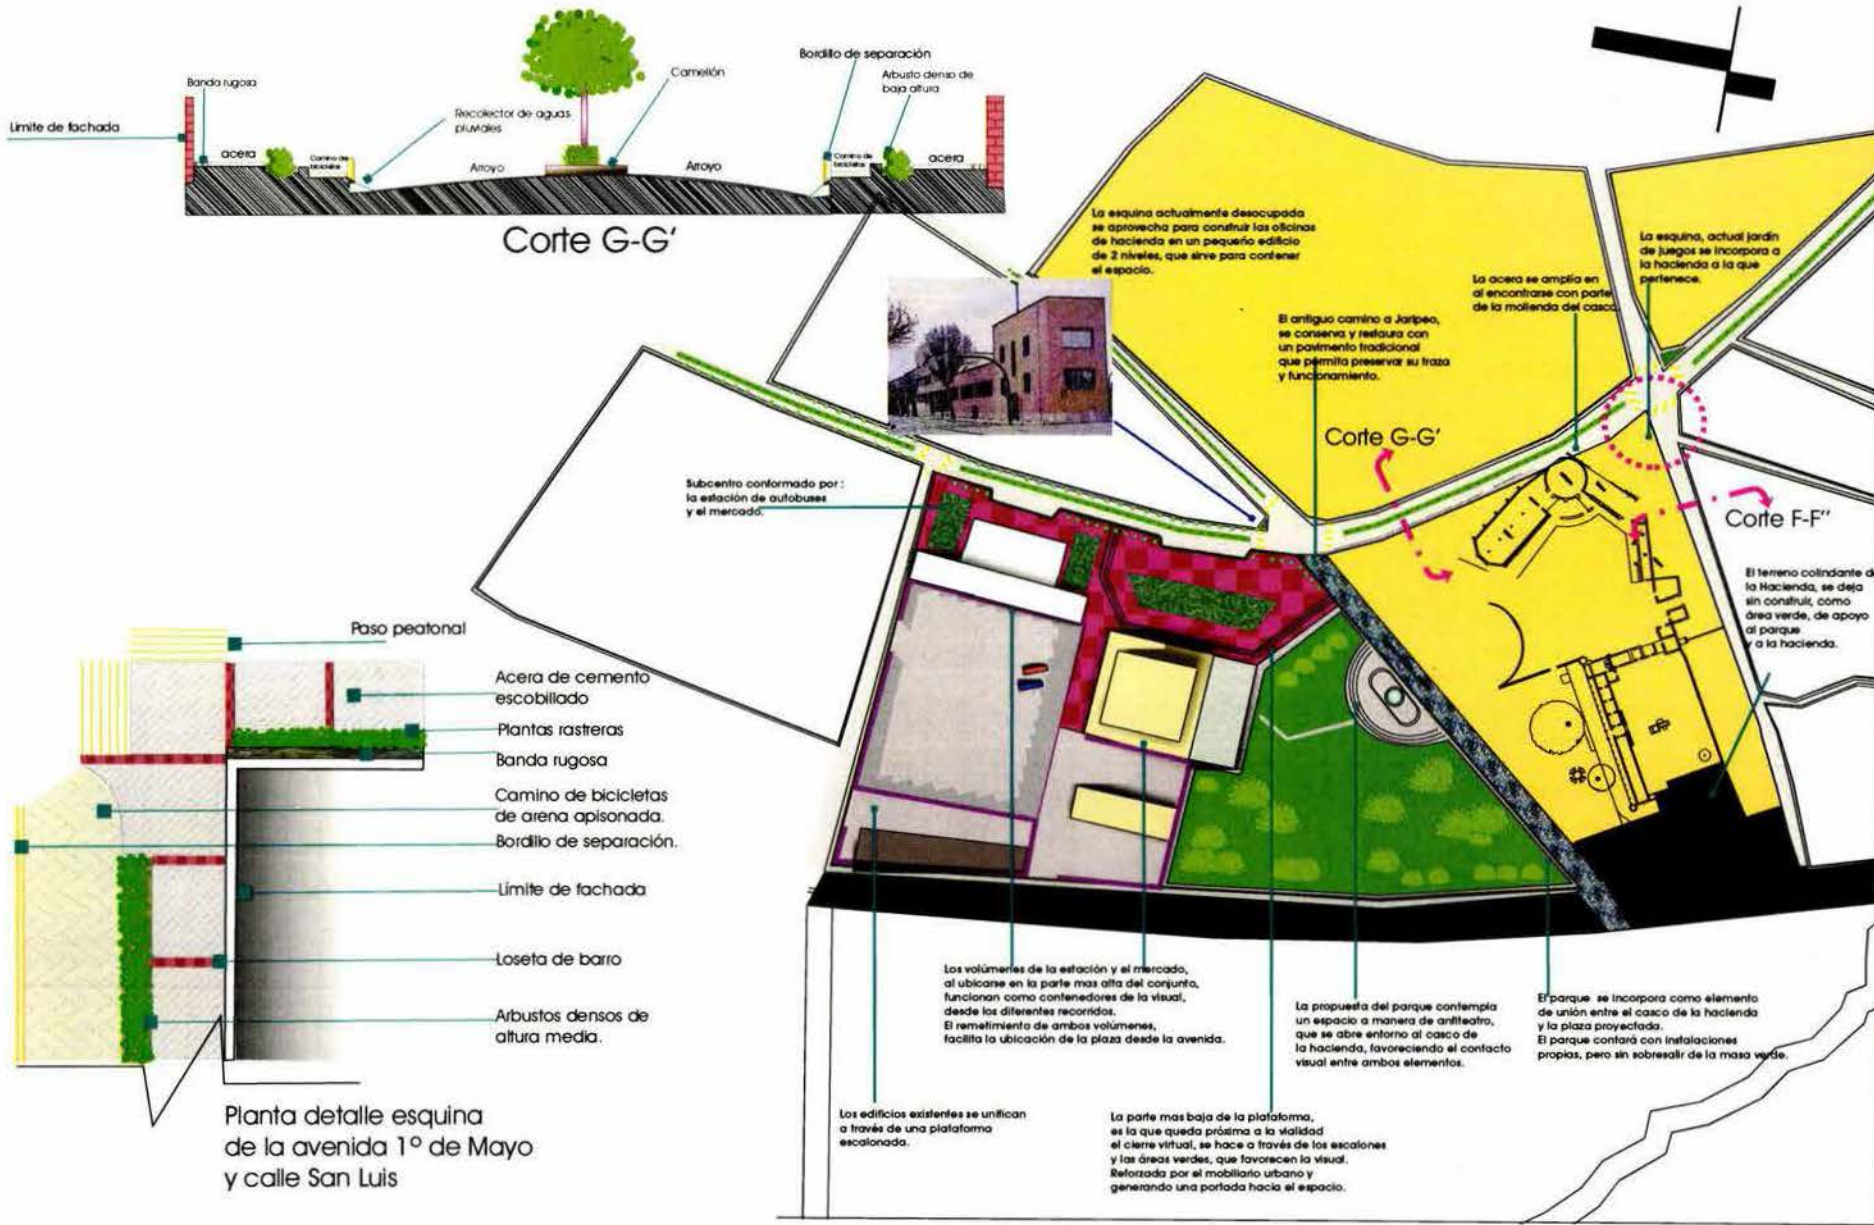 Banda rugosa
Límite de fachada
acera
Camino de
bicicletas
Recolector de aguas
pluviales
Arroyo
Camellón
Arroyo
Bordillo de separación
Arbusto denso de
baja altura
Camino de
bicicletas
acera
Corte G-G'
La esquina actualmente desocupada
se aprovecha para construir las oficinas
de hacienda en un pequeño edificio
de 2 niveles, que sirve para contener
el espacio.
El antiguo camino a Jaripeo,
se conserva y restaura con
un pavimento tradicional
que permita preservar su traza
y funcionamiento.
La acera se amplía en
al encontrarse con parte
de la molienda del casco.
La esquina, actual jardín
de juegos se incorpora a
la hacienda a la que
pertenece.
Corte G-G'
Corte F-F''
Subcentro conformado por :
la estación de autobuses
y el mercado.
El terreno colindante de
la Hacienda, se deja
sin construir, como
área verde, de apoyo
al parque
y a la hacienda.
Paso peatonal
Acera de cemento
escobillado
Plantas rastreras
Banda rugosa
Camino de bicicletas
de arena apisonada.
Bordillo de separación.
Límite de fachada
Loseta de barro
Arbustos densos de
altura media.
Planta detalle esquina
de la avenida 1º de Mayo
y calle San Luis
Los volúmenes de la estación y el mercado,
al ubicarse en la parte mas alta del conjunto,
funcionan como contenedores de la visual,
desde los diferentes recorridos.
El remetimiento de ambos volúmenes,
facilita la ubicación de la plaza desde la avenida.
La propuesta del parque contempla
un espacio a manera de anfiteatro,
que se abre entorno al casco de
la hacienda, favoreciendo el contacto
visual entre ambos elementos.
El parque se incorpora como elemento
de unión entre el casco de la hacienda
y la plaza proyectada.
El parque contará con instalaciones
propias, pero sin sobresalir de la masa verde.
Los edificios existentes se unifican
a través de una plataforma
escalonada.
La parte mas baja de la plataforma,
es la que queda próxima a la vialidad
el cierre virtual, se hace a través de los escalones
y las áreas verdes, que favorecen la visual.
Reforzada por el mobiliario urbano y
generando una portada hacia el espacio.